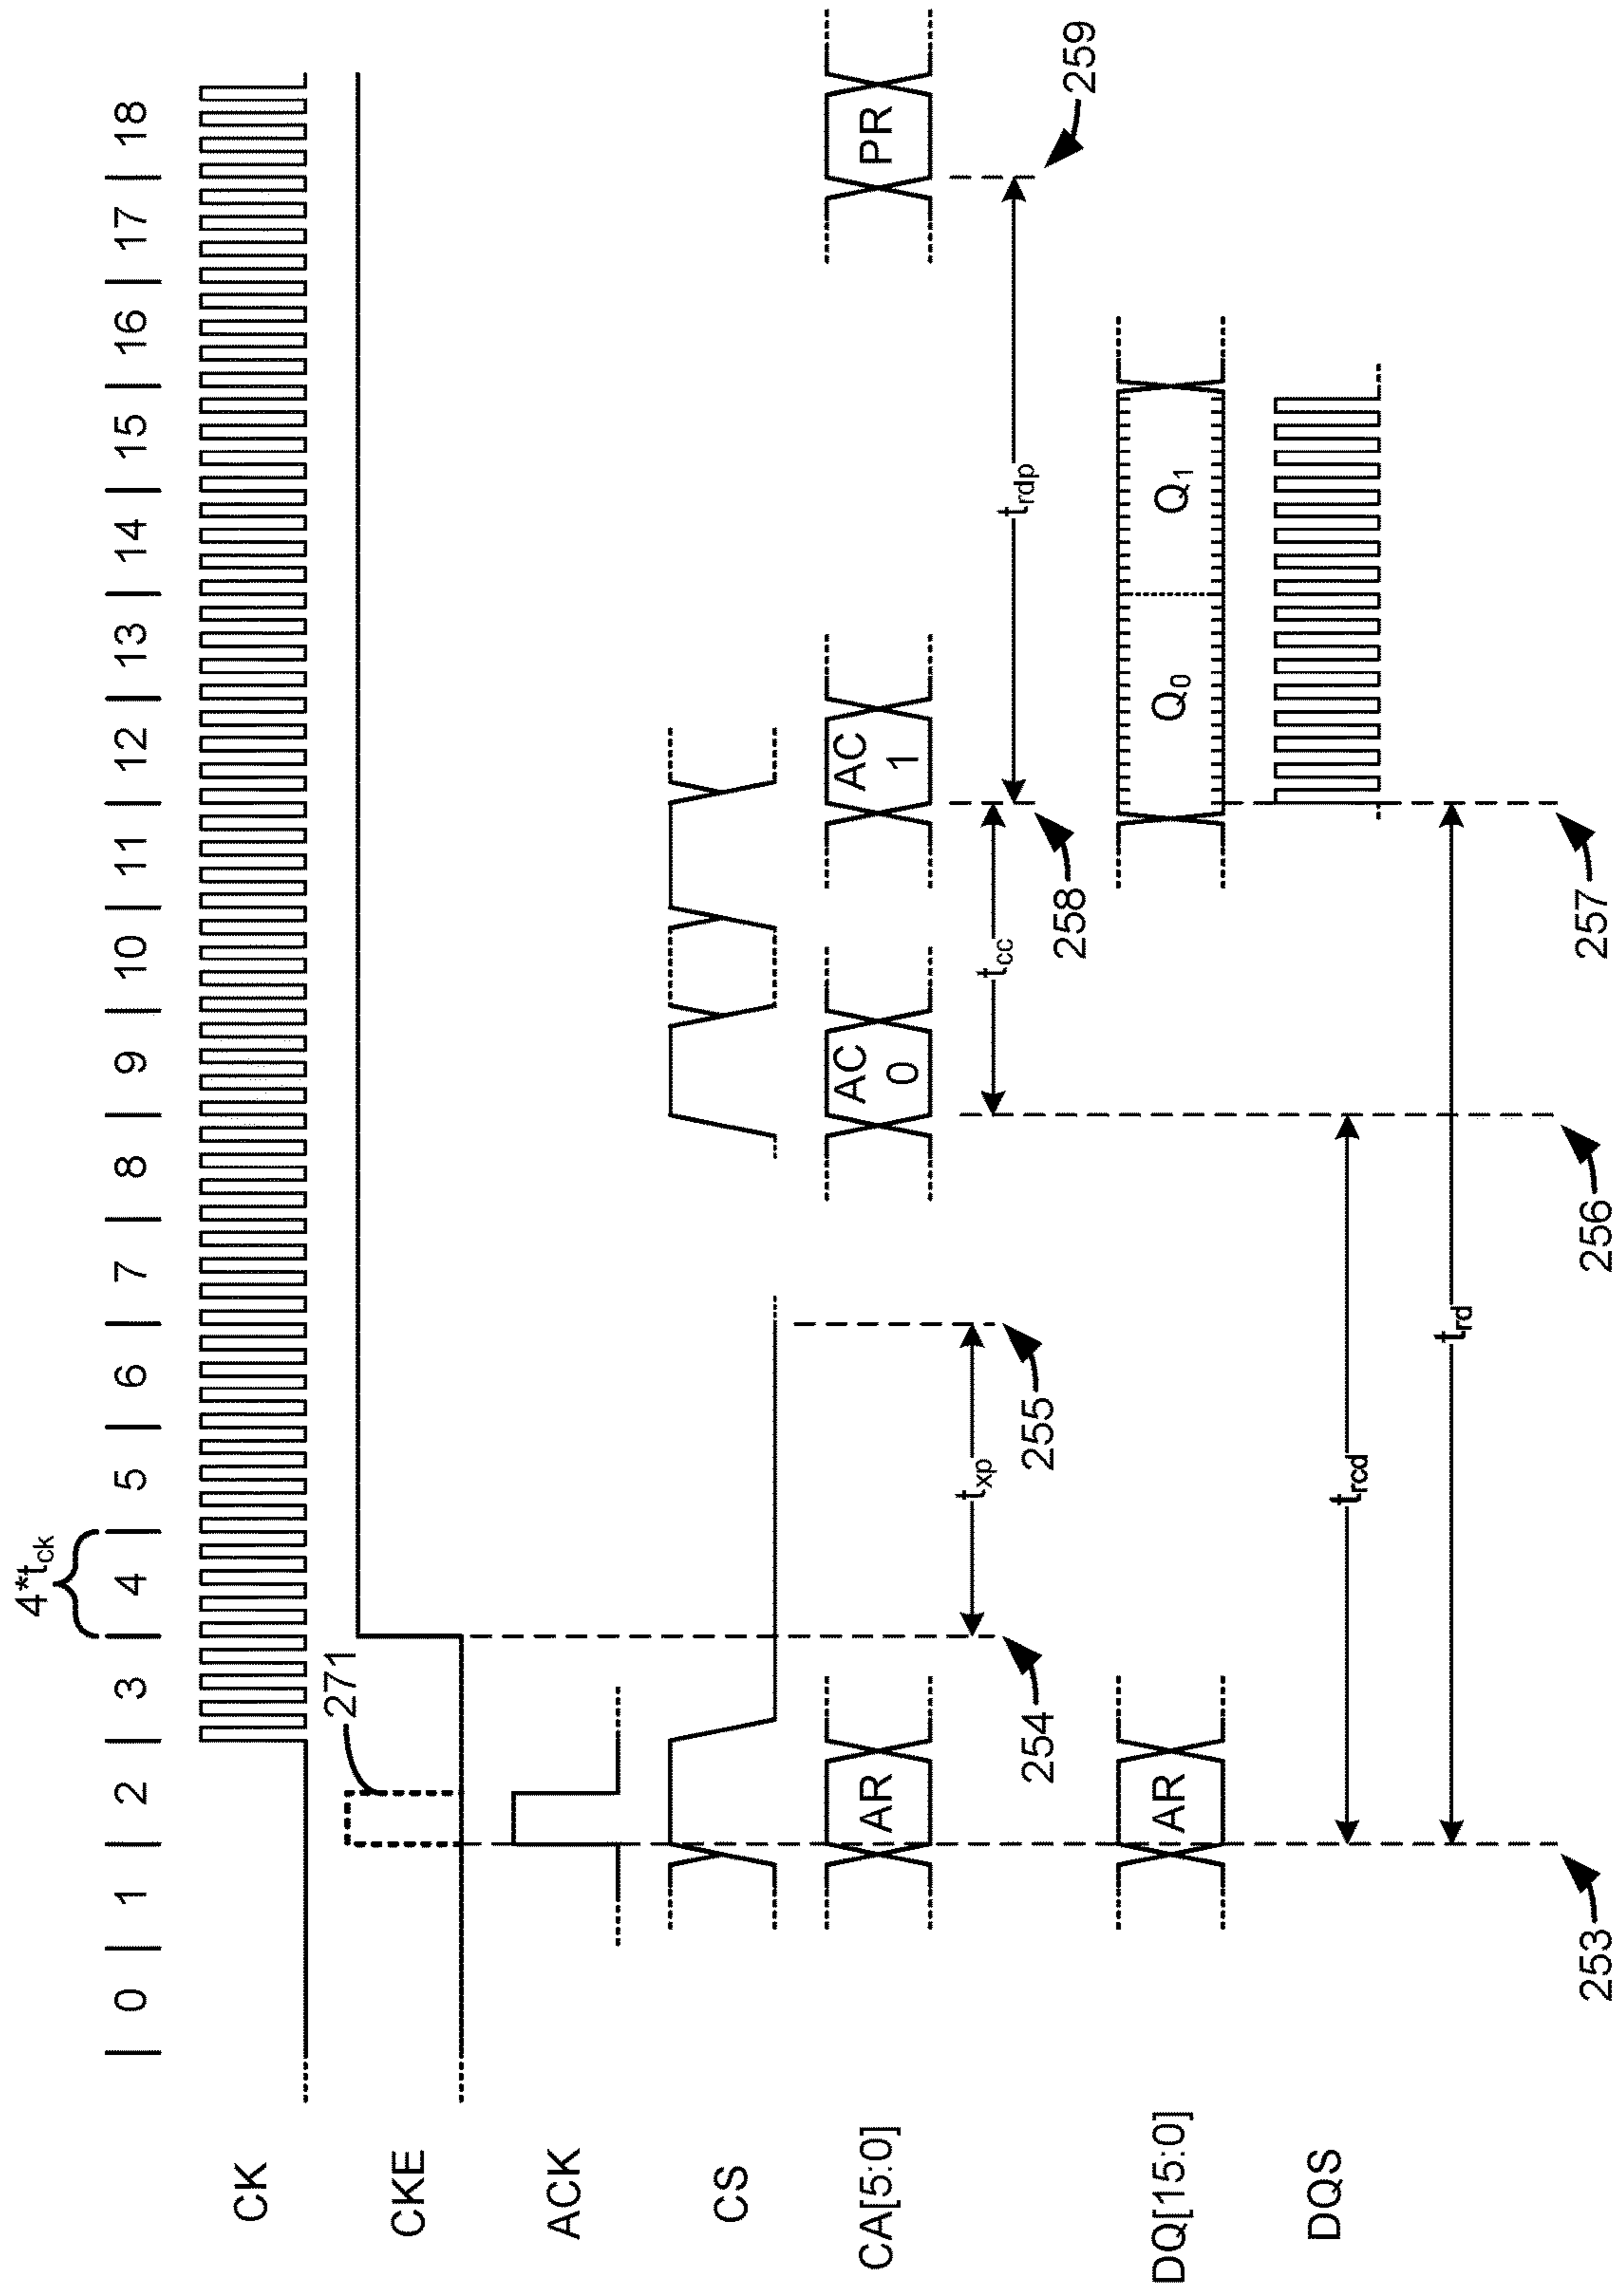 4*tck
0 1 2 3 4 5 6 7 8 9 10 11 12 13 14 15 16 17 18
CK
271
CKE
ACK
CS
CA[5:0] AR AC 0 AC 1 PR
254 txp 255 tcc 258 trdp 259
DQ[15:0] AR Q0 Q1
DQS
trcd
trd
253 256 257